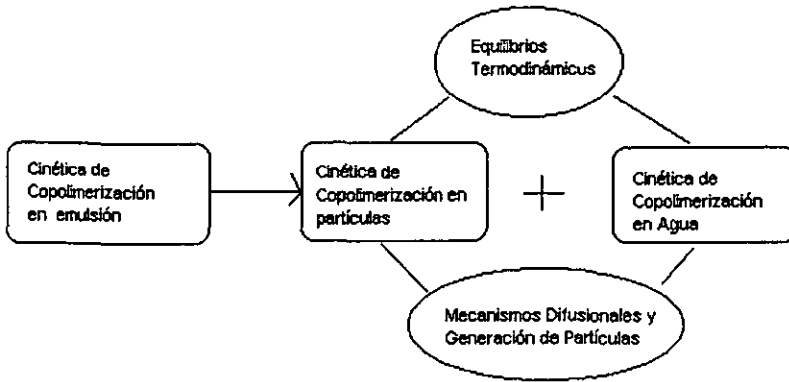 Equilibrios
Termodinámicos
Cinética de
Copolimerización
en emulsión
Cinética de
Copolimerización en
partículas
+
Cinética de
Copolimerización
en Agua
Mecanismos Difusionales y
Generación de Partículas